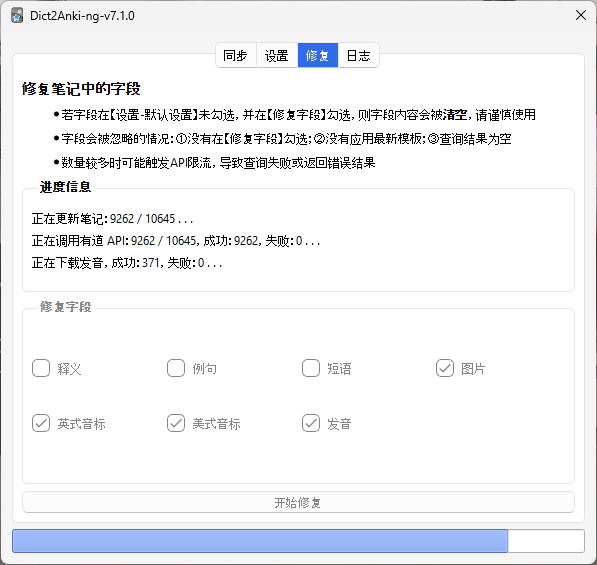 Dict2Anki-ng-v7.1.0
同步 设置 修复 日志
修复笔记中的字段
• 若字段在【设置-默认设置】未勾选, 并在【修复字段】勾选, 则字段内容会被清空, 请谨慎使用
• 字段会被忽略的情况: ①没有在【修复字段】勾选; ②没有应用最新模板; ③查询结果为空
• 数量较多时可能触发API限流, 导致查询失败或返回错误结果
进度信息
正在更新笔记: 9262 / 10645 . . .
正在调用有道 API: 9262 / 10645, 成功: 9262, 失败: 0 . . .
正在下载发音, 成功: 371, 失败: 0 . . .
修复字段
释义 例句 短语 图片
英式音标 美式音标 发音
开始修复